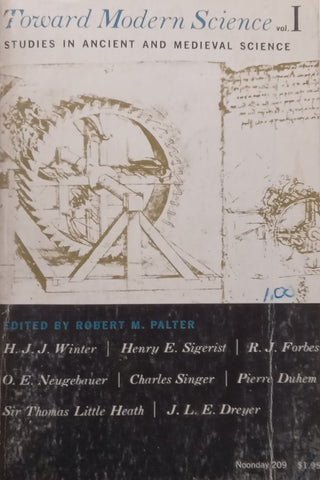 Toward Modern Science vol. I
STUDIES IN ANCIENT AND MEDIEVAL SCIENCE
1.00
EDITED BY ROBERT M. PALTER
H. J. J. Winter | Henry E. Sigerist | R. J. Forbes
O. E. Neugebauer | Charles Singer | Pierre Duhem
Sir Thomas Little Heath | J. L. E. Dreyer
Noonday 209 $1.95